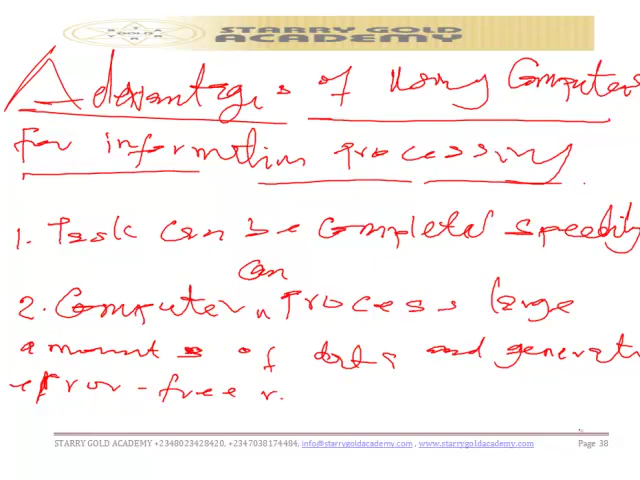 STARRY GOLD
ACADEMY
Advantages of Using Computers
for information processing.
1. Task can be completed speedily
can
2. Computer ^ Process large
amounts of data and generate
error-free r.
STARRY GOLD ACADEMY +2348023428420, +2347038174484, info@starrygoldacademy.com , www.starrygoldacademy.com Page 38